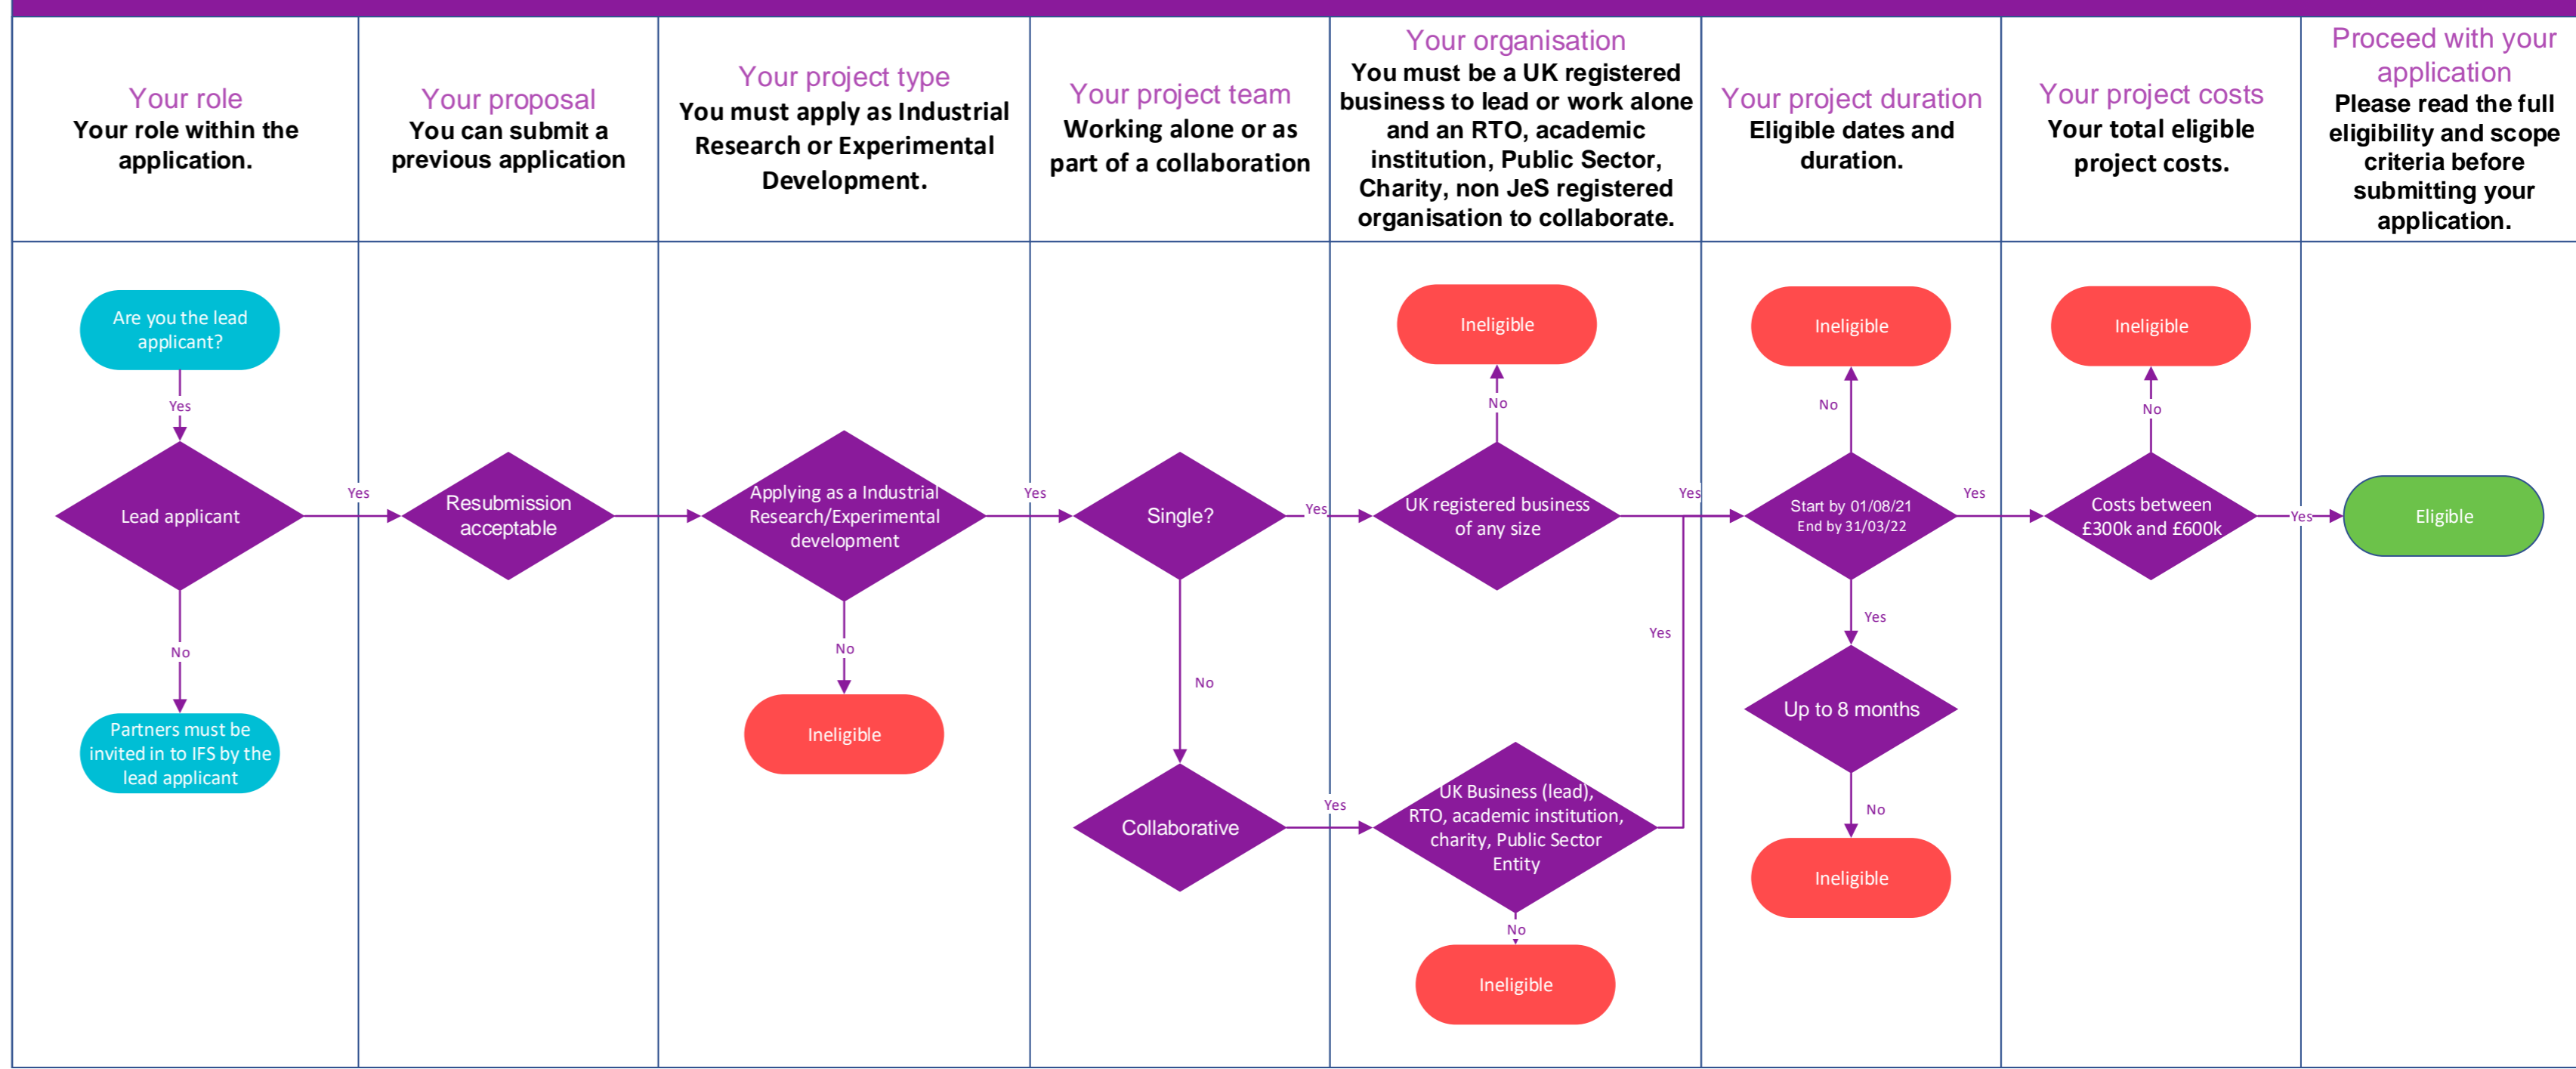 Your role
Your role within the
application.
Your proposal
You can submit a
previous application
Your project type
You must apply as Industrial
Research or Experimental
Development.
Your project team
Working alone or as
part of a collaboration
Your organisation
You must be a UK registered
business to lead or work alone
and an RTO, academic
institution, Public Sector,
Charity, non JeS registered
organisation to collaborate.
Your project duration
Eligible dates and
duration.
Your project costs
Your total eligible
project costs.
Proceed with your
application
Please read the full
eligibility and scope
criteria before
submitting your
application.
Are you the lead
applicant?
Yes
Lead applicant
Yes
No
Partners must be
invited in to IFS by the
lead applicant
Resubmission
acceptable
Applying as a Industrial
Research/Experimental
development
Yes
No
Ineligible
Single?
Yes
No
Collaborative
Yes
Ineligible
No
UK registered business
of any size
Yes
Yes
UK Business (lead),
RTO, academic institution,
charity, Public Sector
Entity
No
Ineligible
Ineligible
No
Start by 01/08/21
End by 31/03/22
Yes
Yes
Up to 8 months
No
Ineligible
Ineligible
No
Costs between
£300k and £600k
Yes
Eligible